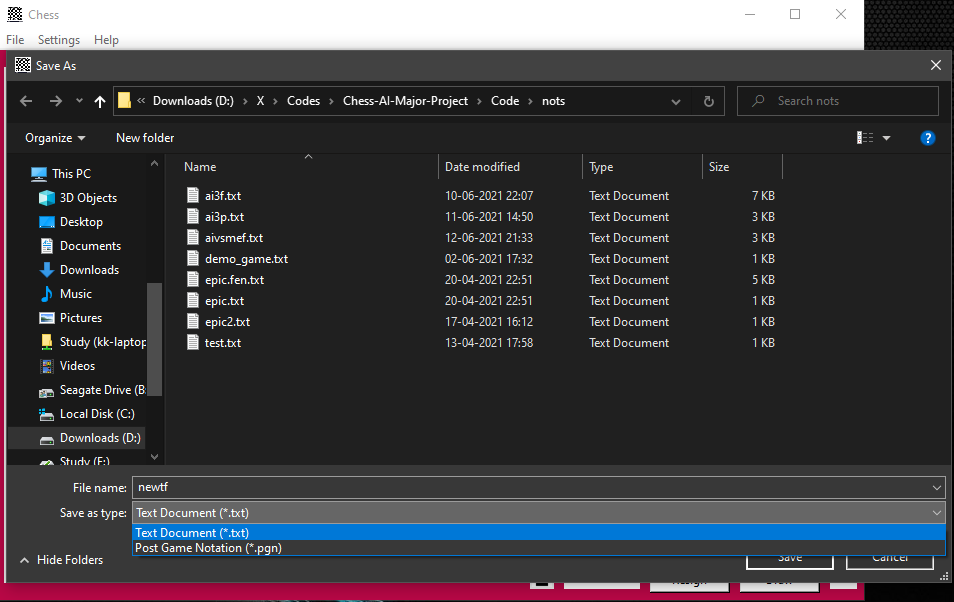 Chess
File Settings Help
Save As
« Downloads (D:) › X › Codes › Chess-AI-Major-Project › Code › nots
Search nots
Organize New folder
Name Date modified Type Size
This PC
3D Objects
Desktop
Documents
Downloads
Music
Pictures
Study (kk-laptop
Videos
Seagate Drive (B:
Local Disk (C:)
Downloads (D:)
Study (E:)
ai3f.txt 10-06-2021 22:07 Text Document 7 KB
ai3p.txt 11-06-2021 14:50 Text Document 3 KB
aivsmef.txt 12-06-2021 21:33 Text Document 3 KB
demo_game.txt 02-06-2021 17:32 Text Document 1 KB
epic.fen.txt 20-04-2021 22:51 Text Document 5 KB
epic.txt 20-04-2021 22:51 Text Document 1 KB
epic2.txt 17-04-2021 16:12 Text Document 1 KB
test.txt 13-04-2021 17:58 Text Document 1 KB
File name: newtf
Save as type: Text Document (*.txt)
Text Document (*.txt)
Post Game Notation (*.pgn)
Hide Folders
Save Cancel